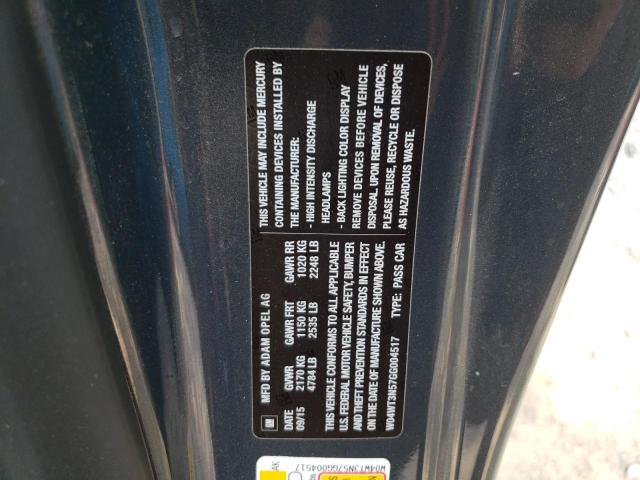 MFD BY ADAM OPEL AG
DATE GVWR GAWR FRT GAWR RR
09/15 2170 KG 1150 KG 1020 KG
4784 LB 2535 LB 2248 LB
THIS VEHICLE CONFORMS TO ALL APPLICABLE
U.S. FEDERAL MOTOR VEHICLE SAFETY, BUMPER
AND THEFT PREVENTION STANDARDS IN EFFECT
ON THE DATE OF MANUFACTURE SHOWN ABOVE.
W04WT3N57GG004517 TYPE: PASS CAR
THIS VEHICLE MAY INCLUDE MERCURY
CONTAINING DEVICES INSTALLED BY
THE MANUFACTURER:
- HIGH INTENSITY DISCHARGE
HEADLAMPS
- BACK LIGHTING COLOR DISPLAY
REMOVE DEVICES BEFORE VEHICLE
DISPOSAL. UPON REMOVAL OF DEVICES,
PLEASE REUSE, RECYCLE OR DISPOSE
AS HAZARDOUS WASTE.
GM
W04WT3N57GG004517